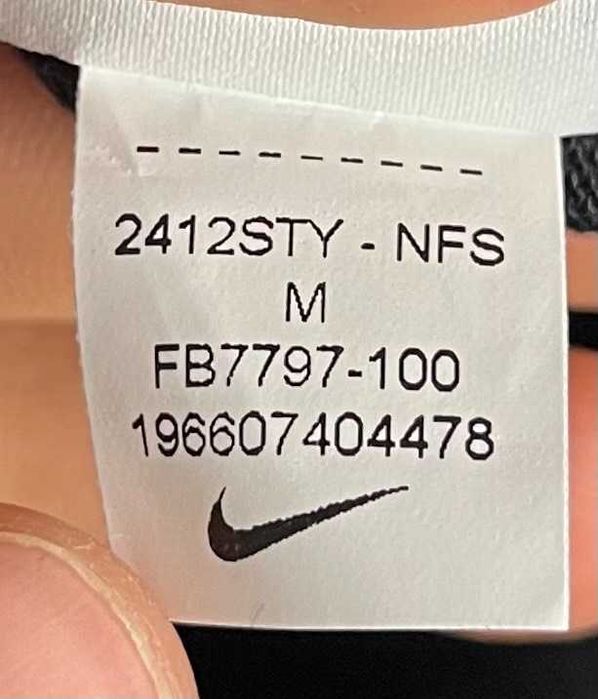 ---------
2412STY - NFS
M
FB7797-100
196607404478